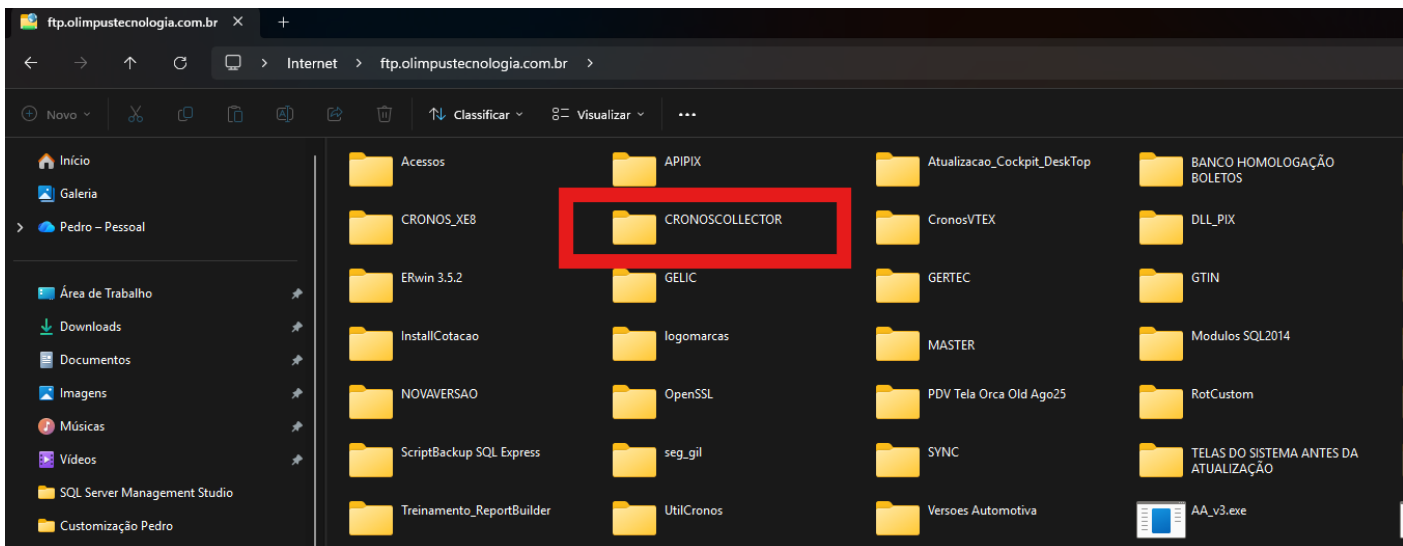 ftp.olimpustecnologia.com.br
Internet > ftp.olimpustecnologia.com.br >
Novo
Classificar
Visualizar
Início
Galeria
Pedro – Pessoal
Área de Trabalho
Downloads
Documentos
Imagens
Músicas
Vídeos
SQL Server Management Studio
Customização Pedro
Acessos
APIPIX
Atualizacao_Cockpit_DeskTop
BANCO HOMOLOGAÇÃO
BOLETOS
CRONOS_XE8
CRONOSCOLLECTOR
CronosVTEX
DLL_PIX
ERwin 3.5.2
GELIC
GERTEC
GTIN
InstallCotacao
logomarcas
MASTER
Modulos SQL2014
NOVAVERSAO
OpenSSL
PDV Tela Orca Old Ago25
RotCustom
ScriptBackup SQL Express
seg_gil
SYNC
TELAS DO SISTEMA ANTES DA
ATUALIZAÇÃO
Treinamento_ReportBuilder
UtilCronos
Versoes Automotiva
AA_v3.exe